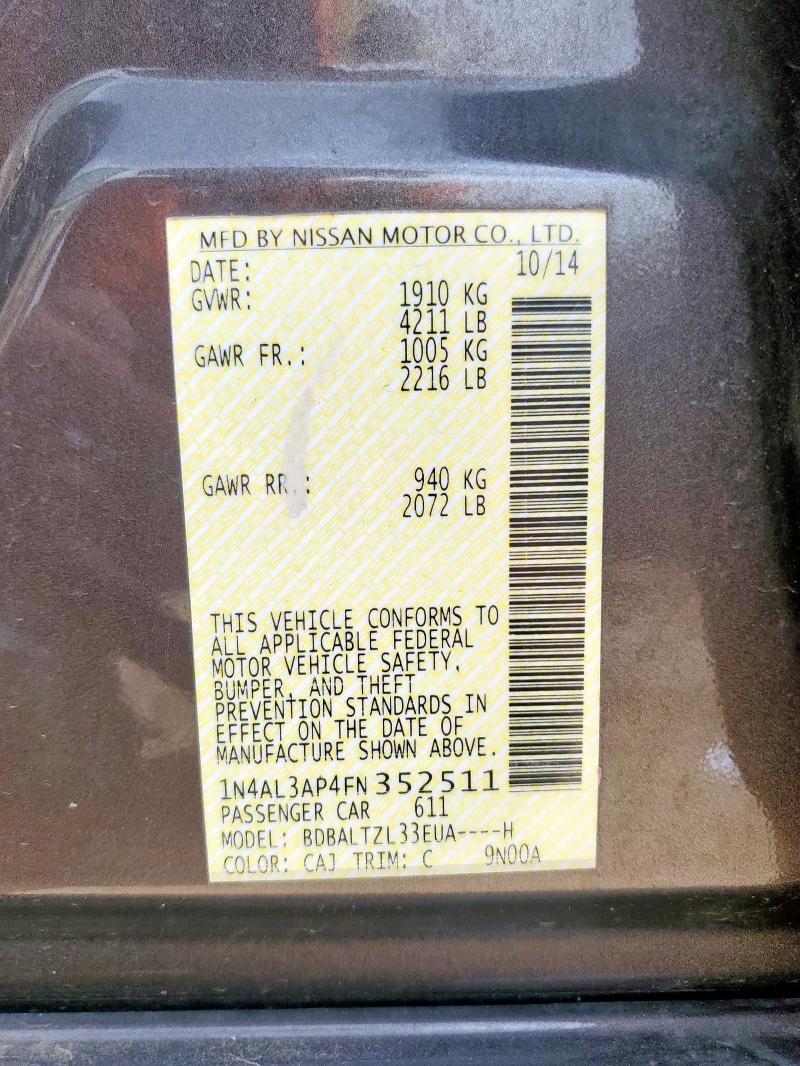 MFD BY NISSAN MOTOR CO., LTD.
DATE: 10/14
GVWR: 1910 KG
4211 LB
GAWR FR.: 1005 KG
2216 LB
GAWR RR.: 940 KG
2072 LB
THIS VEHICLE CONFORMS TO
ALL APPLICABLE FEDERAL
MOTOR VEHICLE SAFETY,
BUMPER, AND THEFT
PREVENTION STANDARDS IN
EFFECT ON THE DATE OF
MANUFACTURE SHOWN ABOVE.
1N4AL3AP4FN352511
PASSENGER CAR 611
MODEL: BDBALTZL33EUA----H
COLOR: CAJ TRIM: C 9N00A